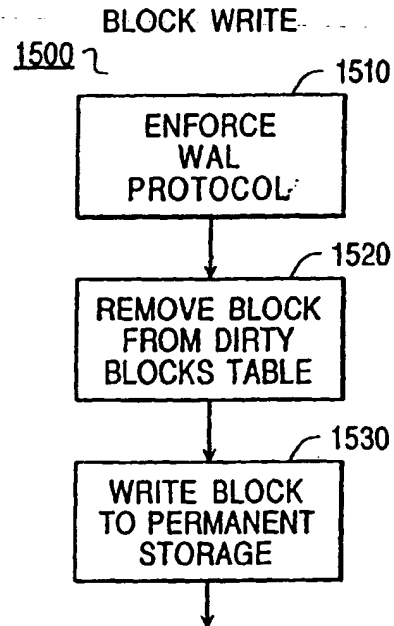 BLOCK WRITE
1500
1510
ENFORCE
WAL
PROTOCOL
1520
REMOVE BLOCK
FROM DIRTY
BLOCKS TABLE
1530
WRITE BLOCK
TO PERMANENT
STORAGE